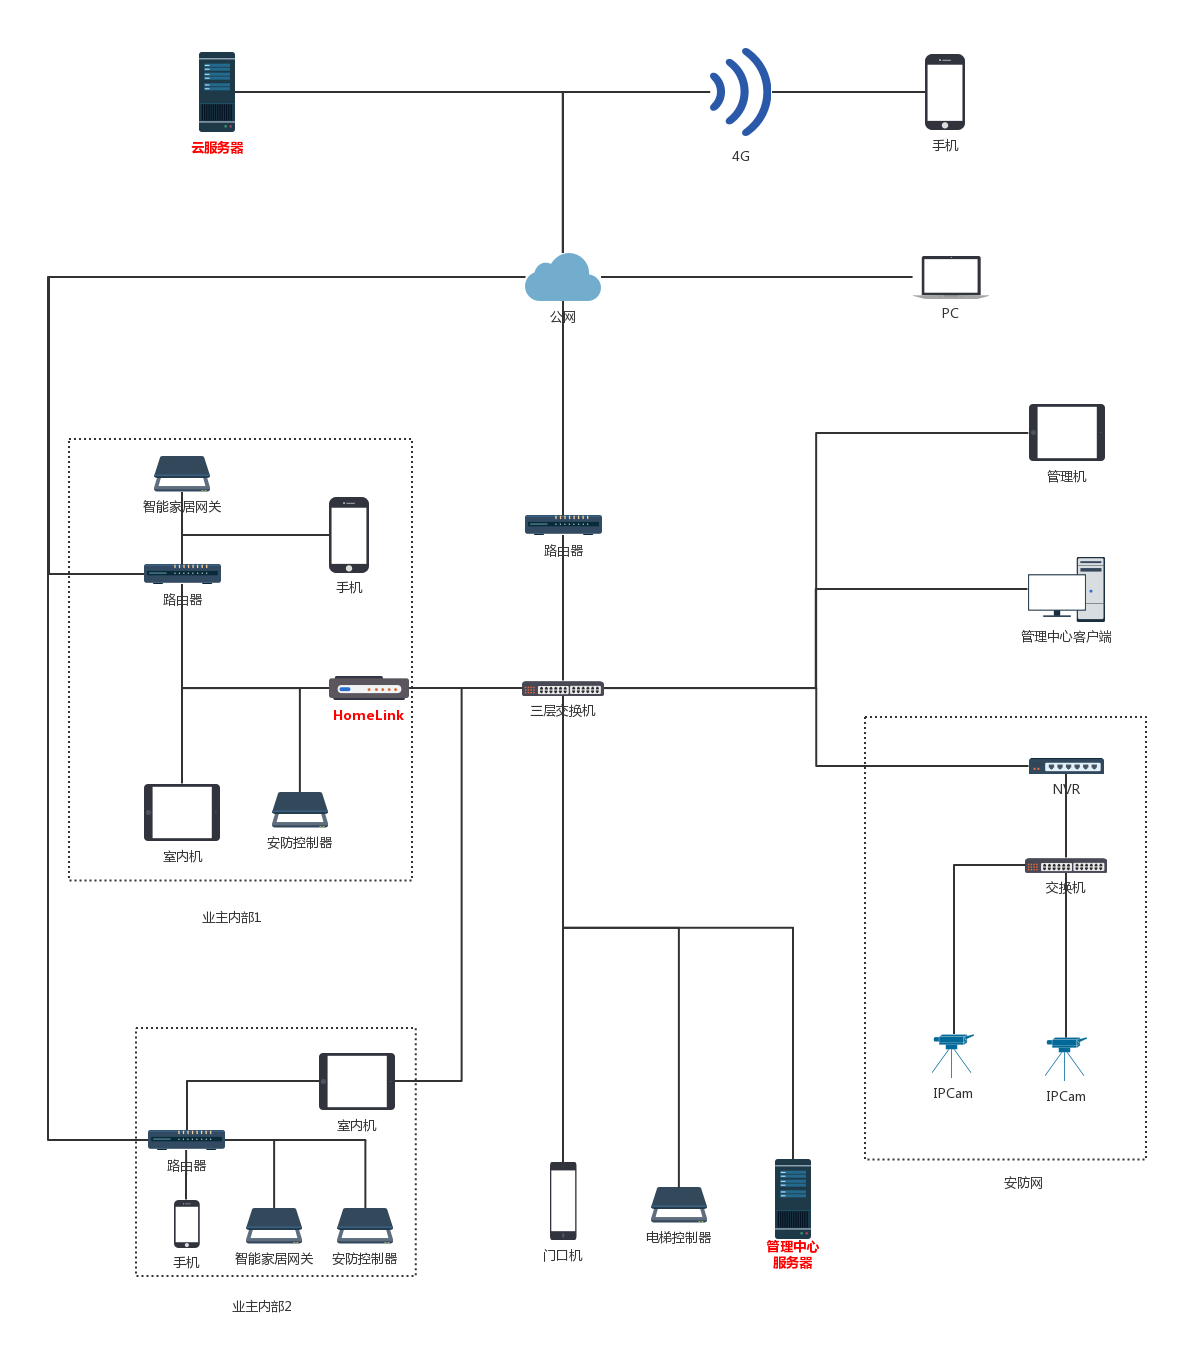 云服务器
4G
手机
公网
PC
管理机
智能家居网关
手机
路由器
路由器
管理中心客户端
HomeLink
三层交换机
NVR
室内机
安防控制器
交换机
业主内部1
IPCam
IPCam
室内机
路由器
安防网
手机
智能家居网关
安防控制器
门口机
电梯控制器
管理中心
服务器
业主内部2